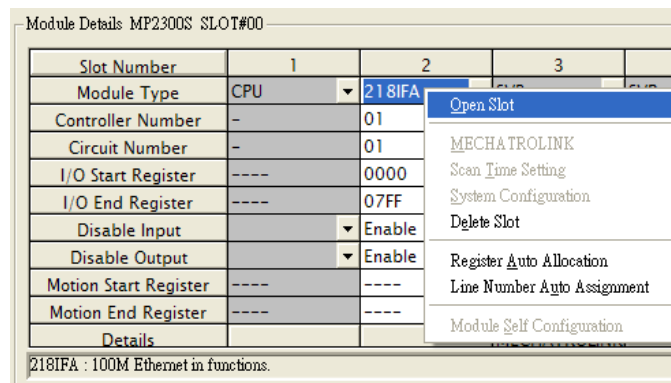 Module Details MP2300S SLOT#00
Slot Number 1 2 3
Module Type CPU 218IFA
Controller Number - 01
Circuit Number - 01
I/O Start Register ---- 0000
I/O End Register ---- 07FF
Disable Input Enable
Disable Output Enable
Motion Start Register ---- ----
Motion End Register ---- ----
Details
Open Slot
MECHATROLINK
Scan Time Setting
System Configuration
Delete Slot
Register Auto Allocation
Line Number Auto Assignment
Module Self Configuration
218IFA : 100M Ethernet in functions.